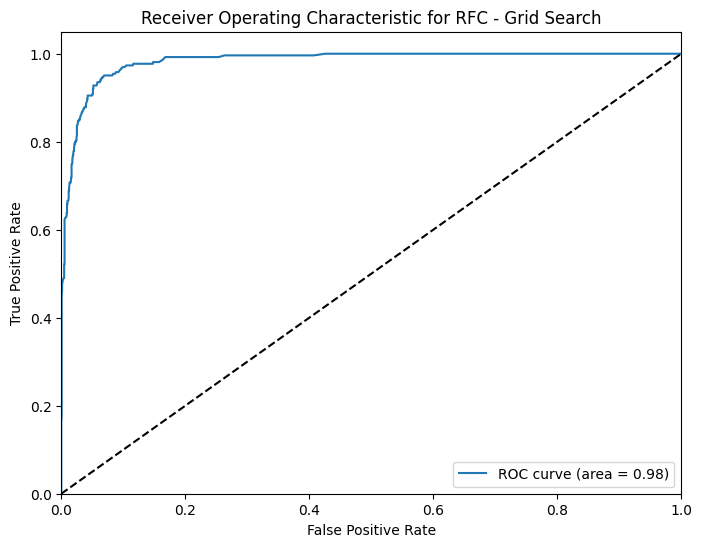 Receiver Operating Characteristic for RFC - Grid Search
1.0
0.8
0.6
0.4
0.2
0.0
True Positive Rate
ROC curve (area = 0.98)
0.0 0.2 0.4 0.6 0.8 1.0
False Positive Rate